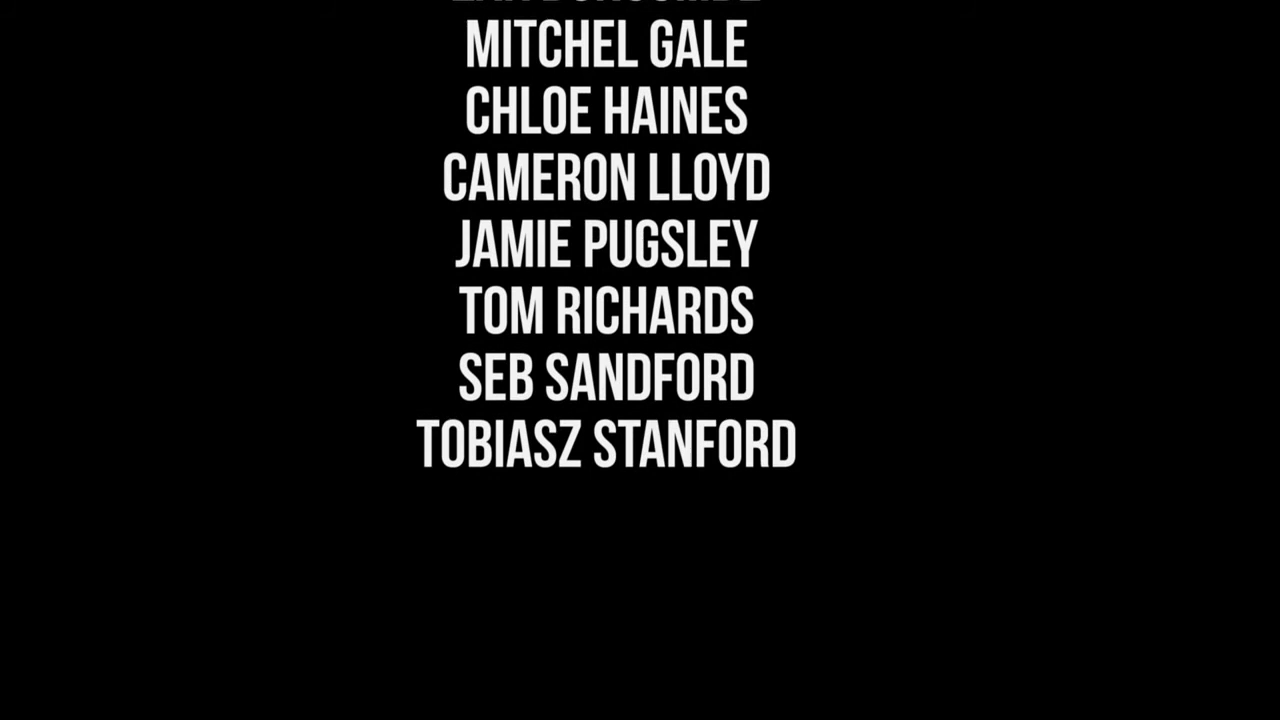 MITCHEL GALE
CHLOE HAINES
CAMERON LLOYD
JAMIE PUGSLEY
TOM RICHARDS
SEB SANDFORD
TOBIASZ STANFORD